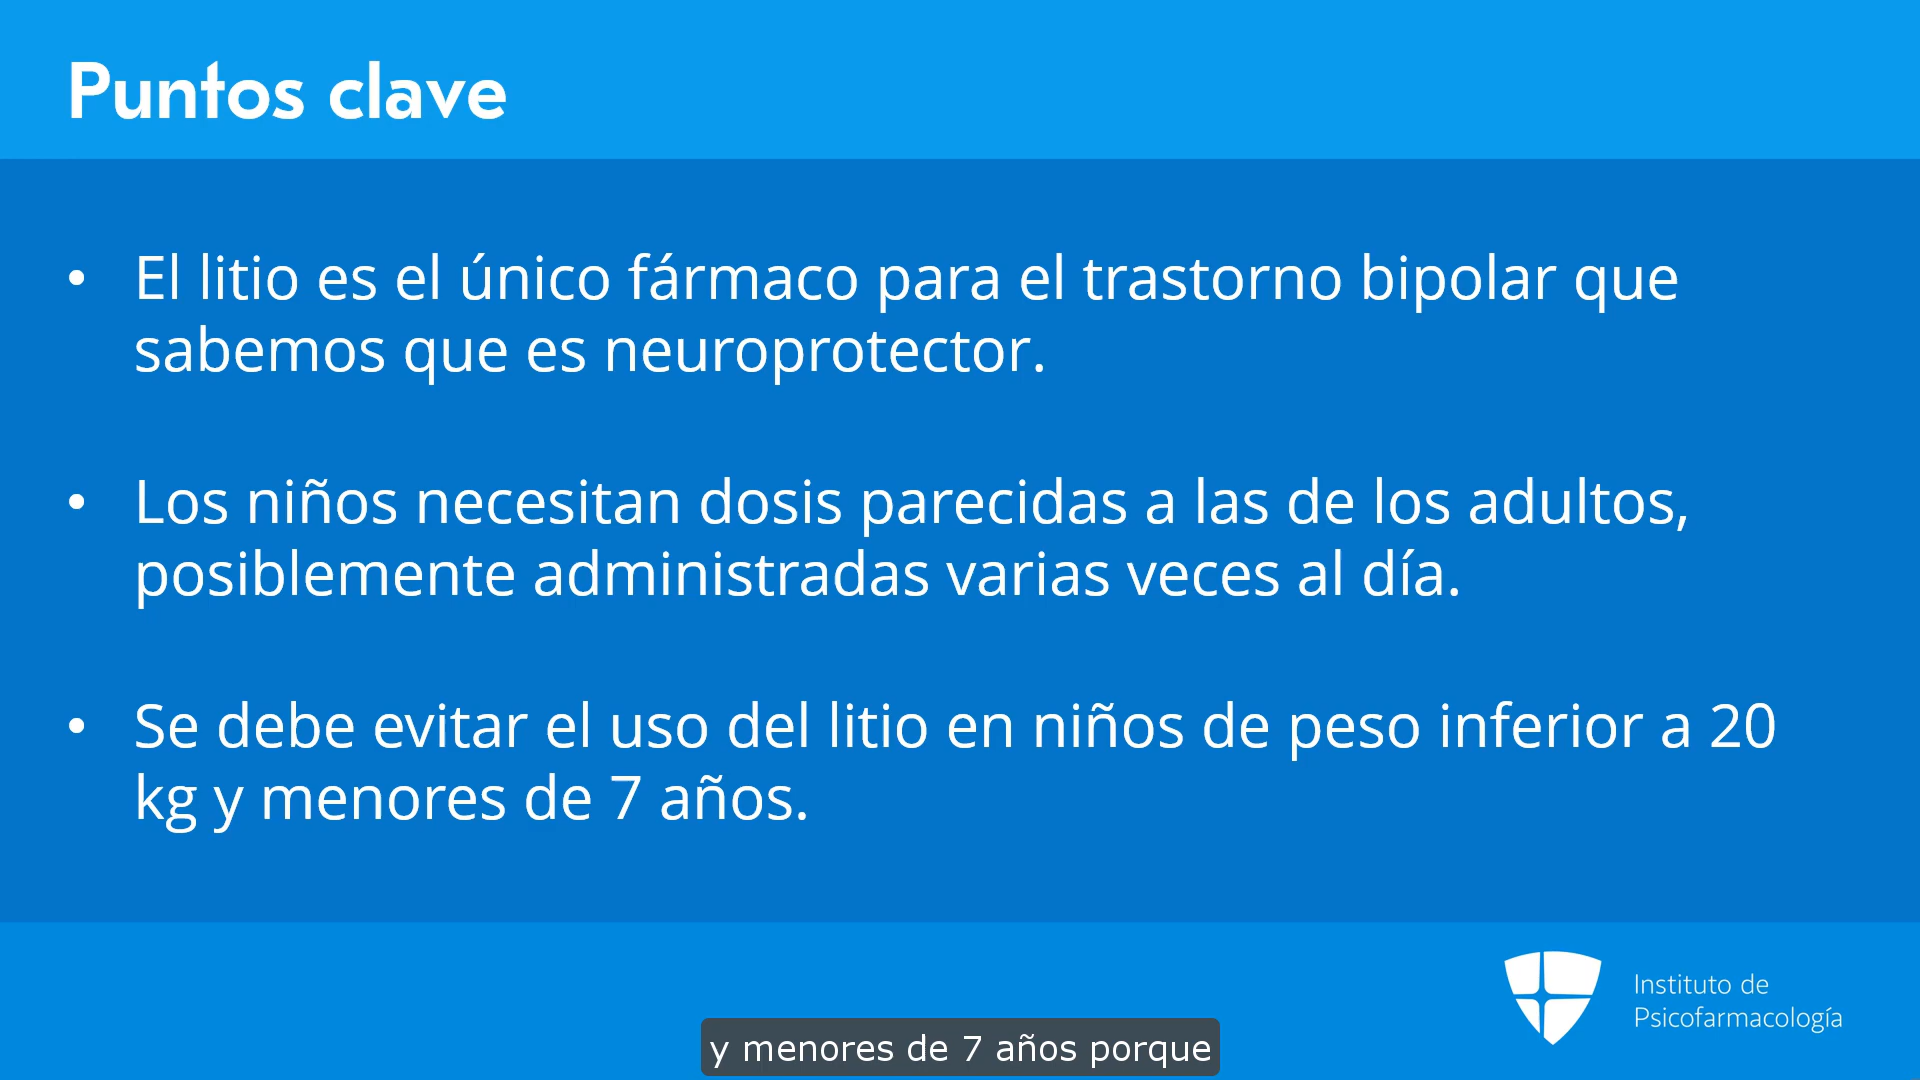 Puntos clave
• El litio es el único fármaco para el trastorno bipolar que
sabemos que es neuroprotector.
• Los niños necesitan dosis parecidas a las de los adultos,
posiblemente administradas varias veces al día.
• Se debe evitar el uso del litio en niños de peso inferior a 20
kg y menores de 7 años.
Instituto de
Psicofarmacología
y menores de 7 años porque